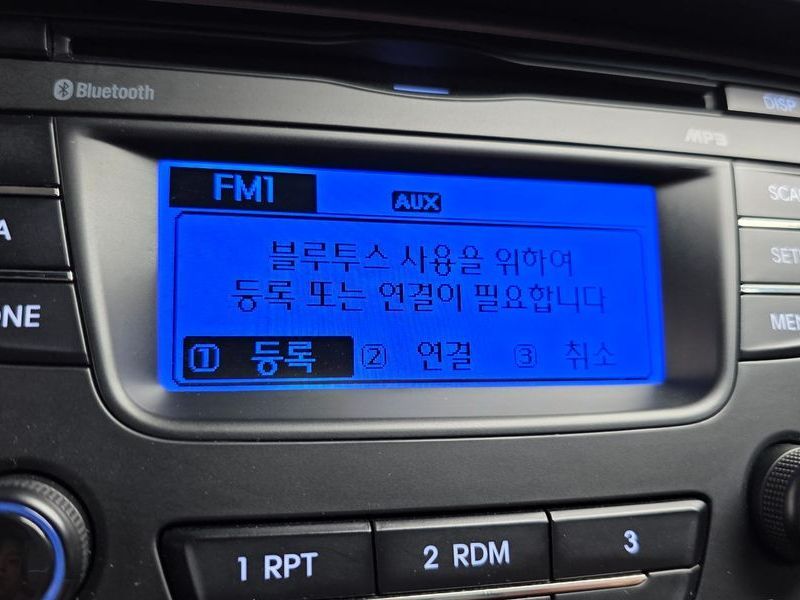 Bluetooth
DISP
MP3
FM1
AUX
블루투스 사용을 위하여
등록 또는 연결이 필요합니다
① 등록 ② 연결 ③ 취소
1 RPT
2 RDM
3